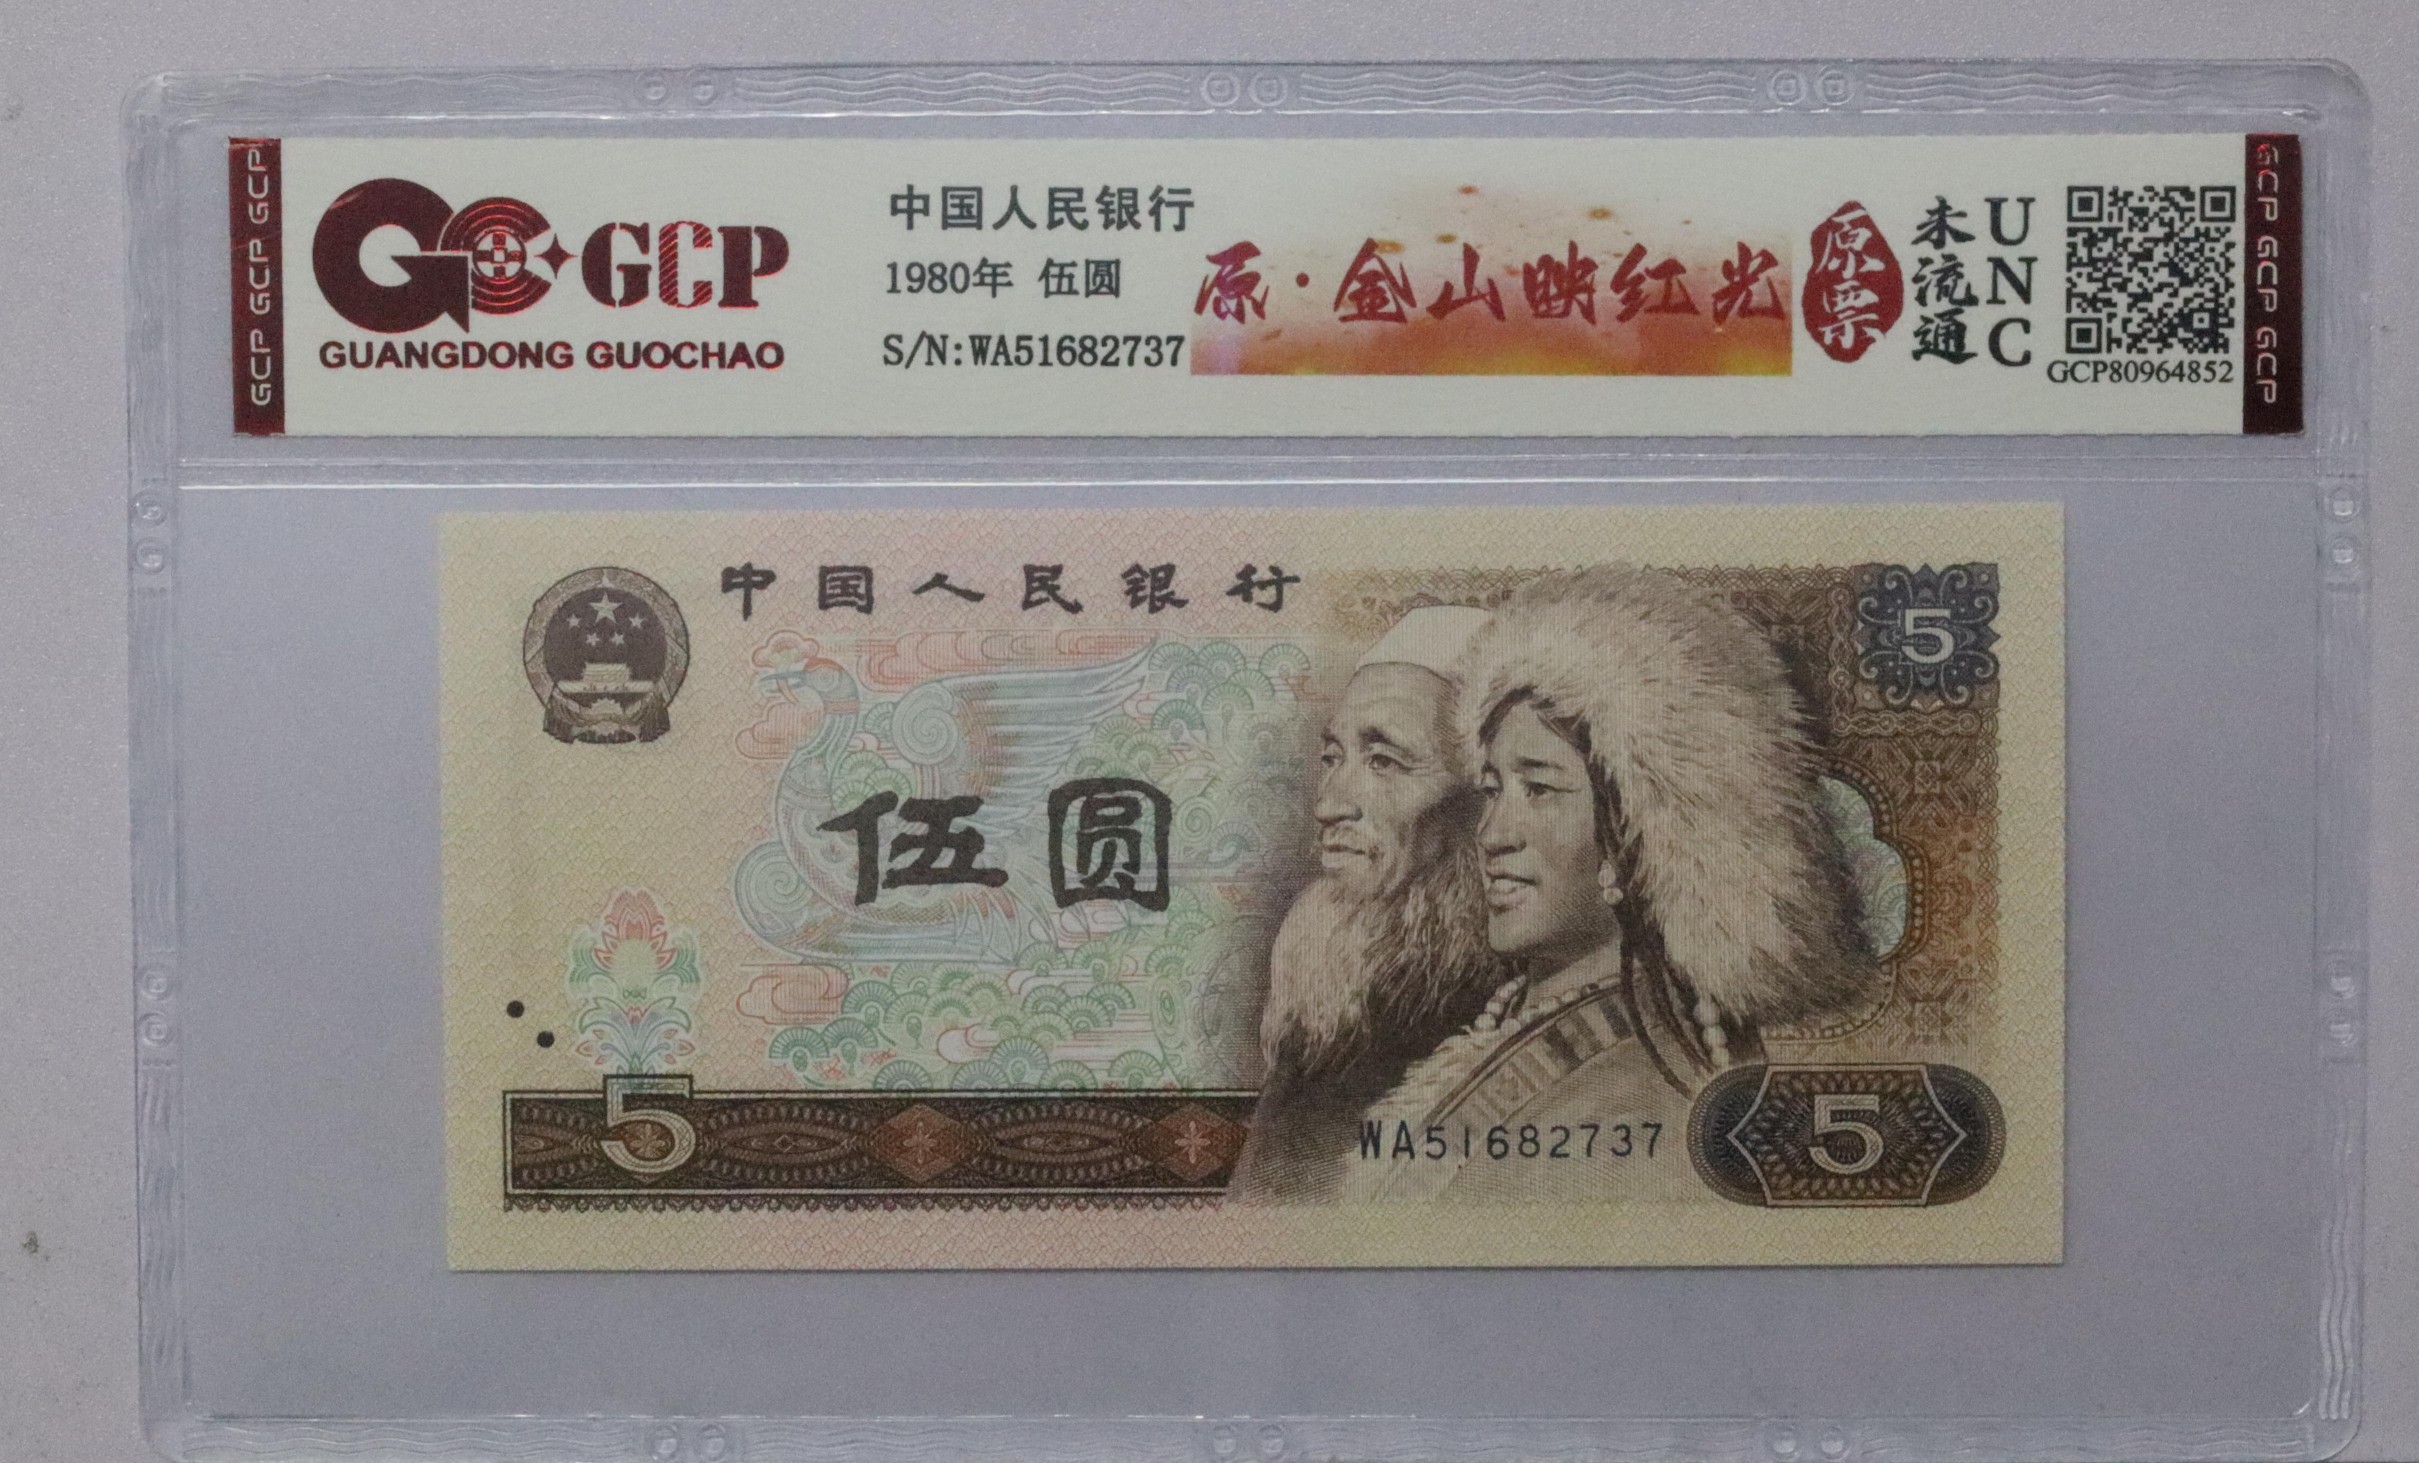 GCP GCP GCP
GCP
GUANGDONG GUOCHAO
中国人民银行
1980年 伍圆
S/N:WA51682737
原·金山映红光
原票
未流通
UNC
GCP80964852
GCP GCP GCP
中国人民银行
5
伍圆
5
WA51682737
5